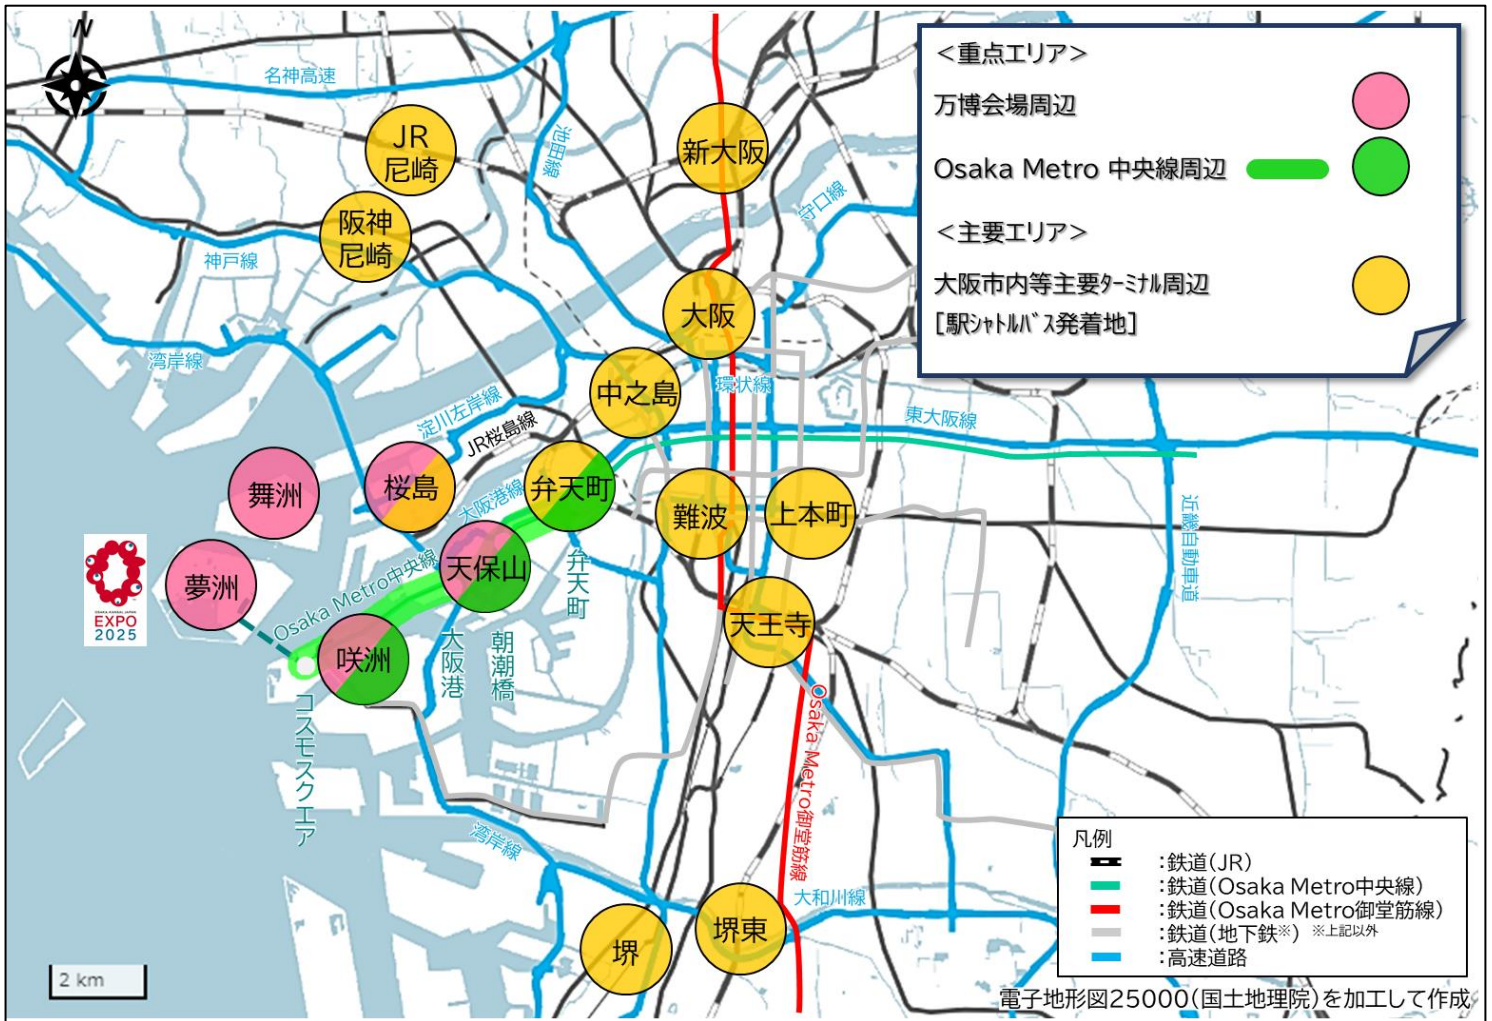 N
名神高速
JR
尼崎
池田線
新大阪
守口線
阪神
尼崎
神戸線
湾岸線
大阪
環状線
中之島
淀川左岸線
JR桜島線
東大阪線
舞洲
桜島
大阪港線
弁天町
難波
上本町
近畿自動車道
夢洲
OSAKA, KANSAI, JAPAN
EXPO
2025
Osaka Metro中央線
天保山
弁天町
咲洲
大阪港
朝潮橋
天王寺
コスモスクエア
Osaka Metro御堂筋線
湾岸線
大和川線
堺
堺東
2 km
＜重点エリア＞
万博会場周辺
Osaka Metro 中央線周辺
＜主要エリア＞
大阪市内等主要ﾀｰﾐﾅﾙ周辺
[駅ｼｬﾄﾙﾊﾞｽ発着地]
凡例
:鉄道(JR)
:鉄道(Osaka Metro中央線)
:鉄道(Osaka Metro御堂筋線)
:鉄道(地下鉄※) ※上記以外
:高速道路
電子地形図25000(国土地理院)を加工して作成